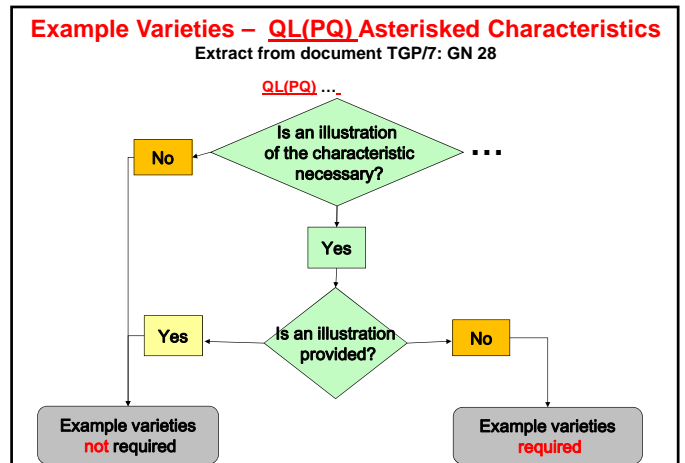 Example Varieties – QL(PQ) Asterisked Characteristics
Extract from document TGP/7: GN 28
QL(PQ) …
Is an illustration
of the characteristic
necessary?
No
...
Yes
Is an illustration
provided?
Yes
No
Example varieties
not required
Example varieties
required